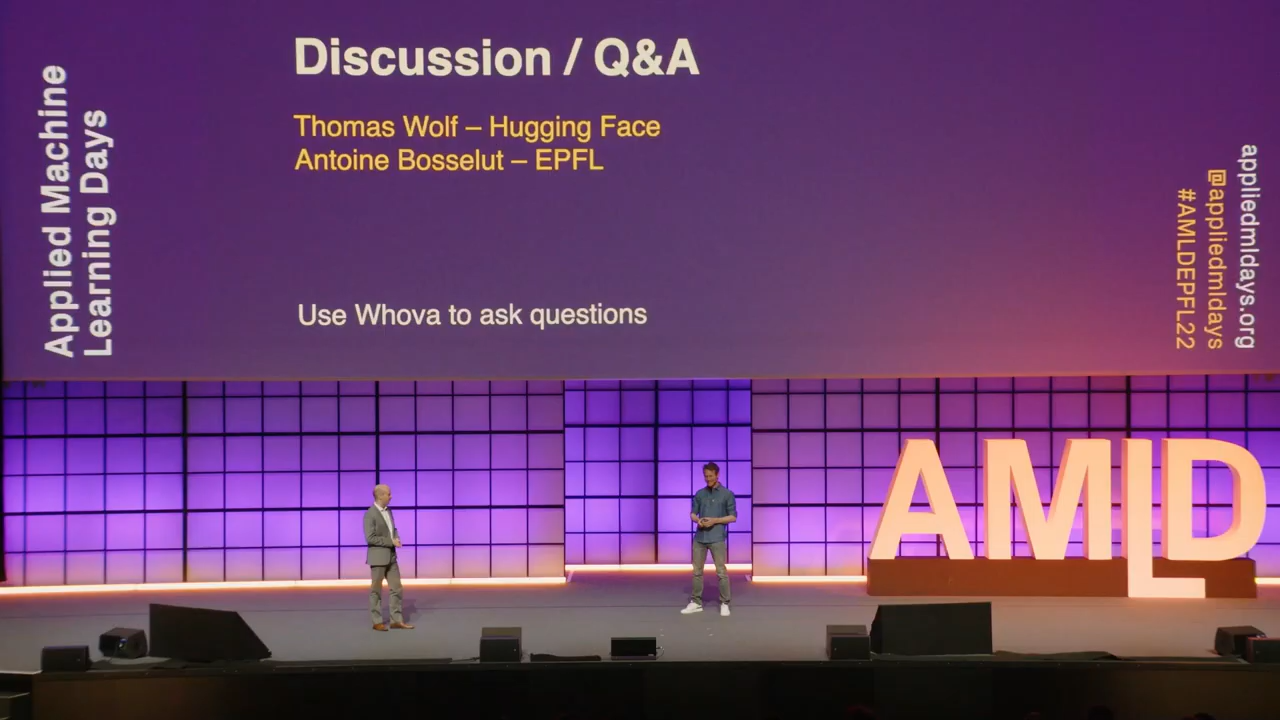 Applied Machine
Learning Days
Discussion / Q&A
Thomas Wolf – Hugging Face
Antoine Bosselut – EPFL
Use Whova to ask questions
appliedmldays.org
@appliedmldays
#AMLDEPFL22
AMLD